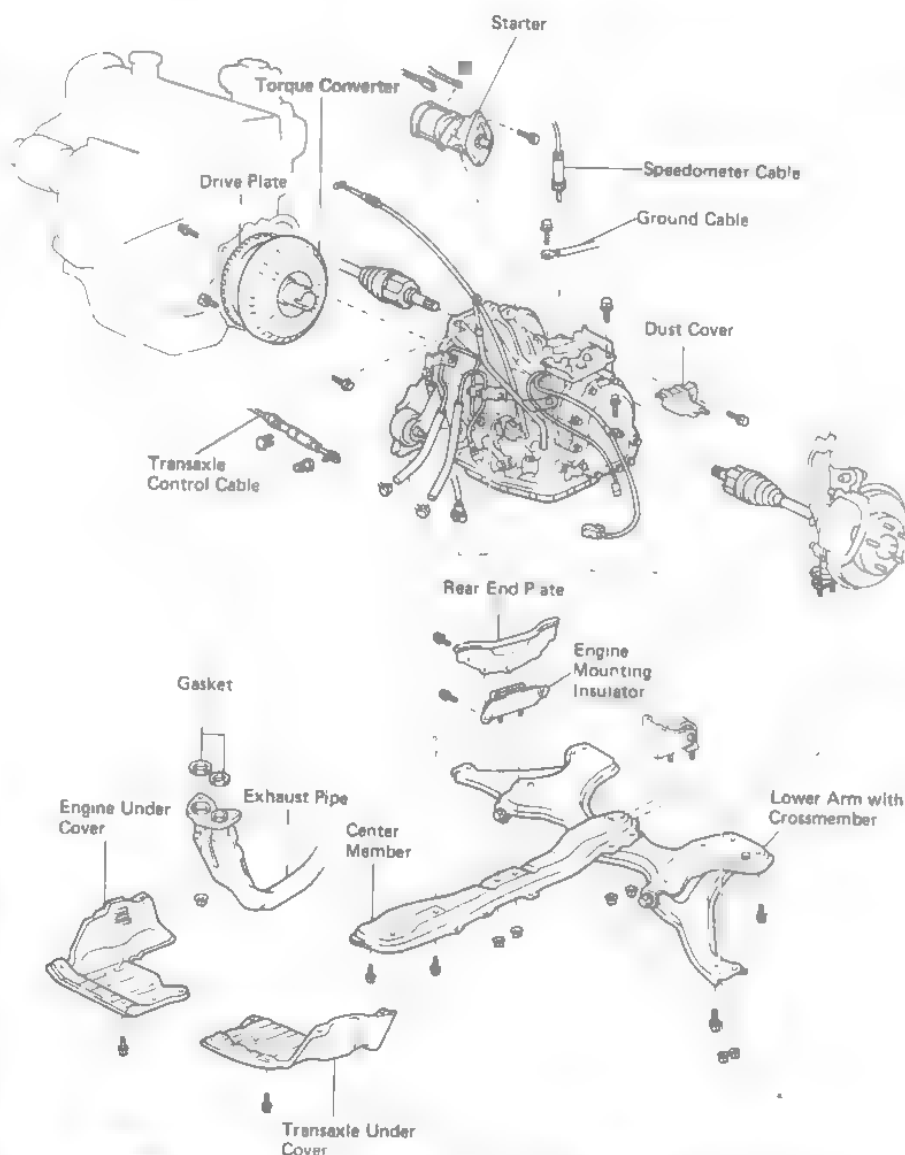 Starter
Torque Converter
Speedometer Cable
Drive Plate
Ground Cable
Dust Cover
Transaxle
Control Cable
Rear End Plate
Engine
Mounting
Insulator
Gasket
Engine Under
Cover
Exhaust Pipe
Center
Member
Lower Arm with
Crossmember
Transaxle Under
Cover